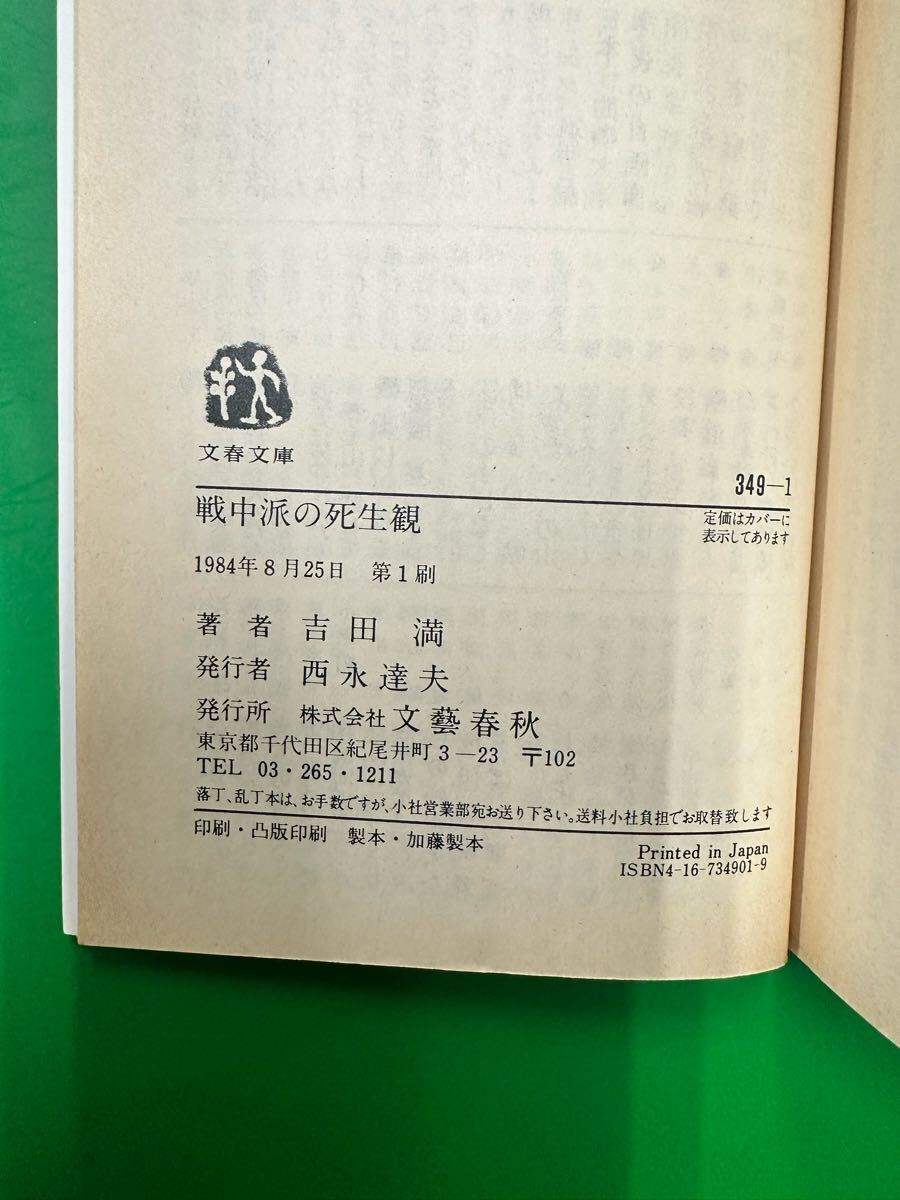 文春文庫
349—1
定価はカバーに
表示してあります
戦中派の死生観
1984年8月25日 第1刷
著者 吉田 満
発行者 西永達夫
発行所 株式会社 文藝春秋
東京都千代田区紀尾井町3—23 〒102
TEL 03・265・1211
落丁、乱丁本は、お手数ですが、小社営業部宛お送り下さい。送料小社負担でお取替致します
印刷・凸版印刷 製本・加藤製本
Printed in Japan
ISBN4-16-734901-9